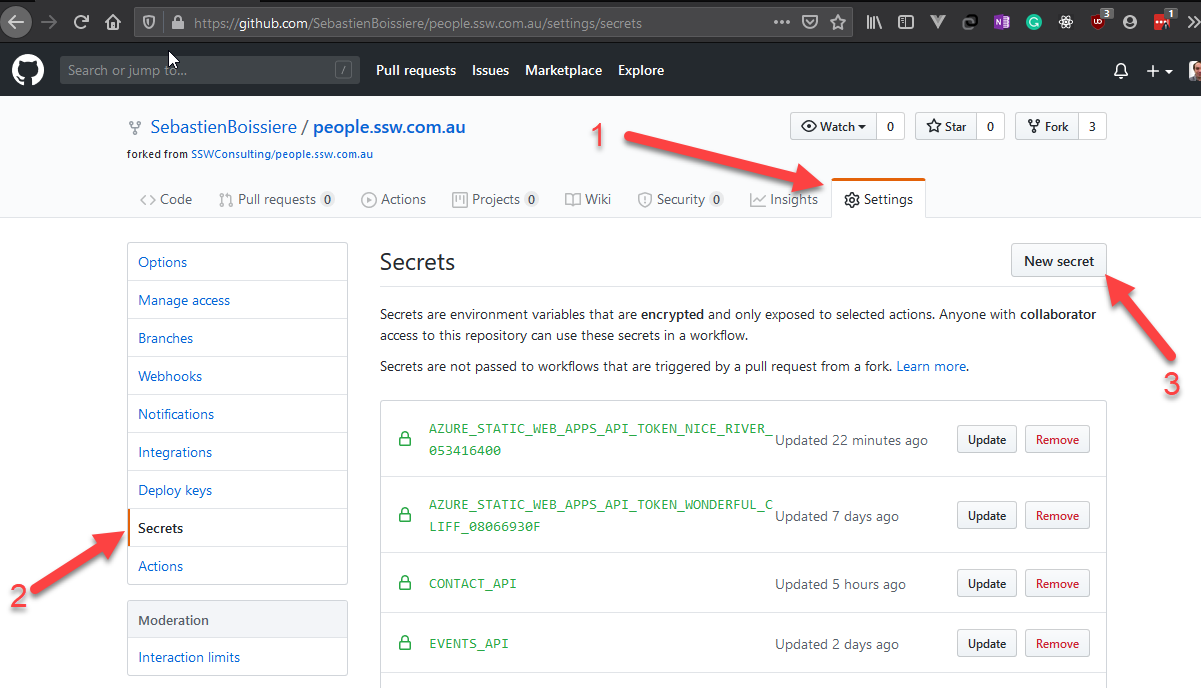 https://github.com/SebastienBoissiere/people.ssw.com.au/settings/secrets
3
1
Search or jump to...
/
Pull requests
Issues
Marketplace
Explore
SebastienBoissiere / people.ssw.com.au
forked from SSWConsulting/people.ssw.com.au
Watch 0
Star 0
Fork 3
1
Code
Pull requests 0
Actions
Projects 0
Wiki
Security 0
Insights
Settings
Options
Manage access
Branches
Webhooks
Notifications
Integrations
Deploy keys
Secrets
Actions
2
Moderation
Interaction limits
Secrets
New secret
3
Secrets are environment variables that are encrypted and only exposed to selected actions. Anyone with collaborator
access to this repository can use these secrets in a workflow.
Secrets are not passed to workflows that are triggered by a pull request from a fork. Learn more.
AZURE_STATIC_WEB_APPS_API_TOKEN_NICE_RIVER_
053416400
Updated 22 minutes ago
Update
Remove
AZURE_STATIC_WEB_APPS_API_TOKEN_WONDERFUL_C
LIFF_08066930F
Updated 7 days ago
Update
Remove
CONTACT_API
Updated 5 hours ago
Update
Remove
EVENTS_API
Updated 2 days ago
Update
Remove